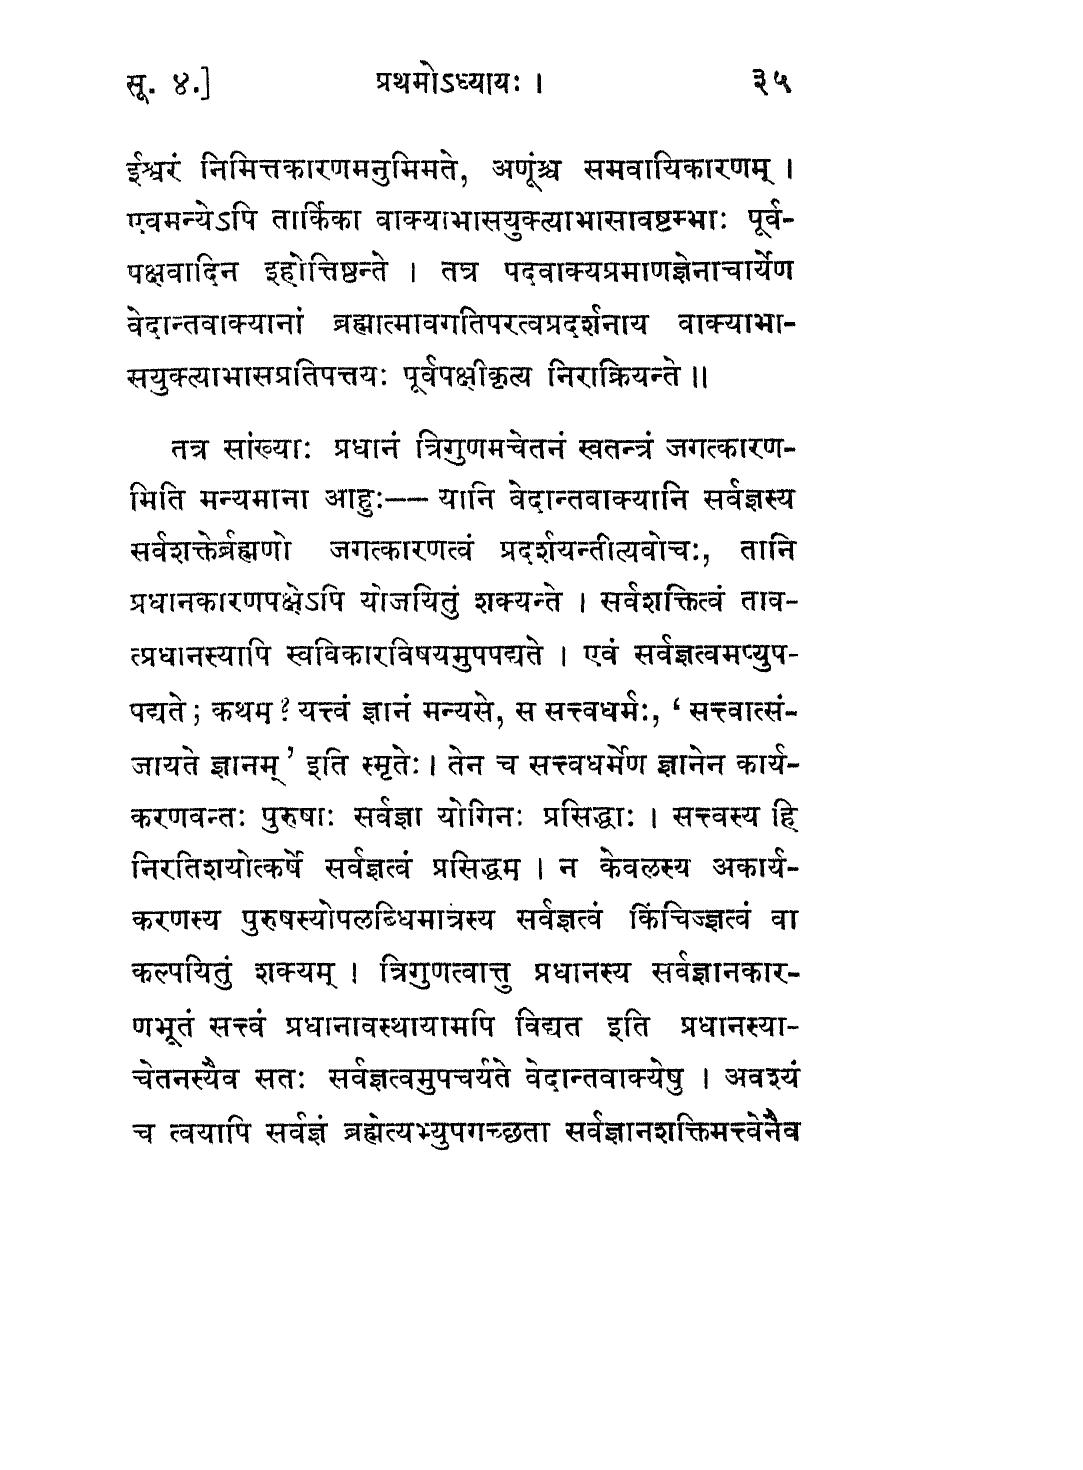 सू. ४.] प्रथमोऽध्यायः । ३५
ईश्वरं निमित्तकारणमनुमिमते, अणूंश्च समवायिकारणम् ।
एवमन्येऽपि तार्किका वाक्याभासयुक्त्याभासावष्टम्भाः पूर्व-
पक्षवादिन इहोत्तिष्ठन्ते । तत्र पदवाक्यप्रमाणज्ञेनाचार्येण
वेदान्तवाक्यानां ब्रह्मात्मावगतिपरत्वप्रदर्शनाय वाक्याभा-
सयुक्त्याभासप्रतिपत्तयः पूर्वपक्षीकृत्य निराक्रियन्ते ॥
तत्र सांख्याः प्रधानं त्रिगुणमचेतनं स्वतन्त्रं जगत्कारण-
मिति मन्यमाना आहुः—— यानि वेदान्तवाक्यानि सर्वज्ञस्य
सर्वशक्तेर्ब्रह्मणो जगत्कारणत्वं प्रदर्शयन्तीत्यवोचः, तानि
प्रधानकारणपक्षेऽपि योजयितुं शक्यन्ते । सर्वशक्तित्वं ताव-
त्प्रधानस्यापि स्वविकारविषयमुपपद्यते । एवं सर्वज्ञत्वमप्युप-
पद्यते ; कथम् ? यत्त्वं ज्ञानं मन्यसे, स सत्त्वधर्मः, ‘ सत्त्वात्सं-
जायते ज्ञानम् ’ इति स्मृतेः । तेन च सत्त्वधर्मेण ज्ञानेन कार्य-
करणवन्तः पुरुषाः सर्वज्ञा योगिनः प्रसिद्धाः । सत्त्वस्य हि
निरतिशयोत्कर्षे सर्वज्ञत्वं प्रसिद्धम् । न केवलस्य अकार्य-
करणस्य पुरुषस्योपलब्धिमात्रस्य सर्वज्ञत्वं किंचिज्ज्ञत्वं वा
कल्पयितुं शक्यम् । त्रिगुणत्वात्तु प्रधानस्य सर्वज्ञानकार-
णभूतं सत्त्वं प्रधानावस्थायामपि विद्यत इति प्रधानस्या-
चेतनस्यैव सतः सर्वज्ञत्वमुपचर्यते वेदान्तवाक्येषु । अवश्यं
च त्वयापि सर्वज्ञं ब्रह्मेत्यभ्युपगच्छता सर्वज्ञानशक्तिमत्त्वेनैव